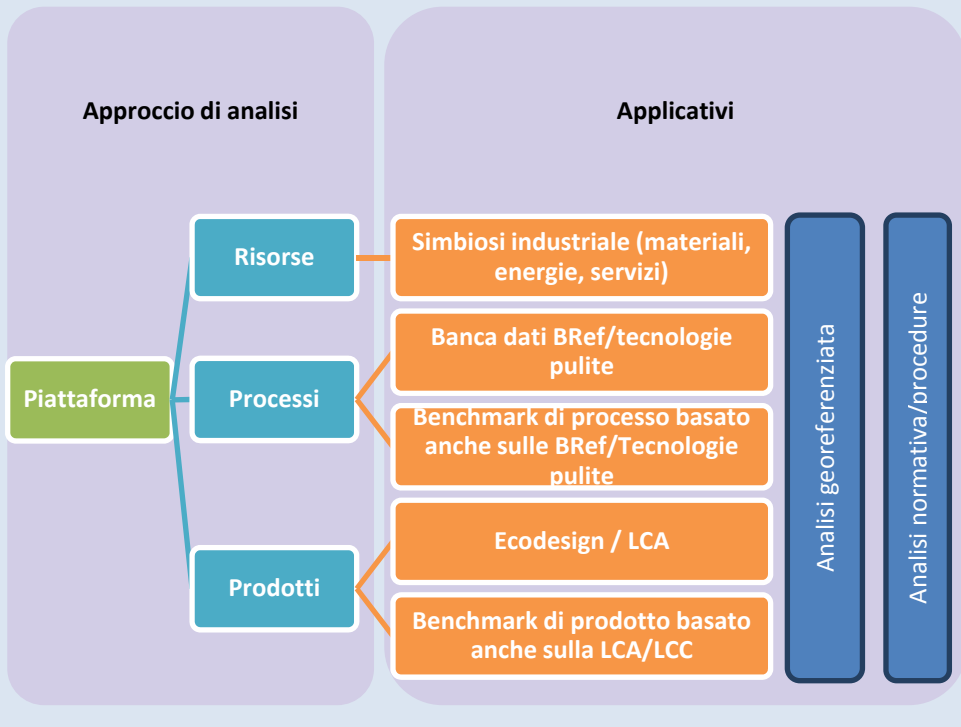 Approccio di analisi
Applicativi
Piattaforma
Risorse
Simbiosi industriale (materiali,
energie, servizi)
Processi
Banca dati BRef/tecnologie
pulite
Benchmark di processo basato
anche sulle BRef/Tecnologie
pulite
Prodotti
Ecodesign / LCA
Benchmark di prodotto basato
anche sulla LCA/LCC
Analisi georeferenziata
Analisi normativa/procedure